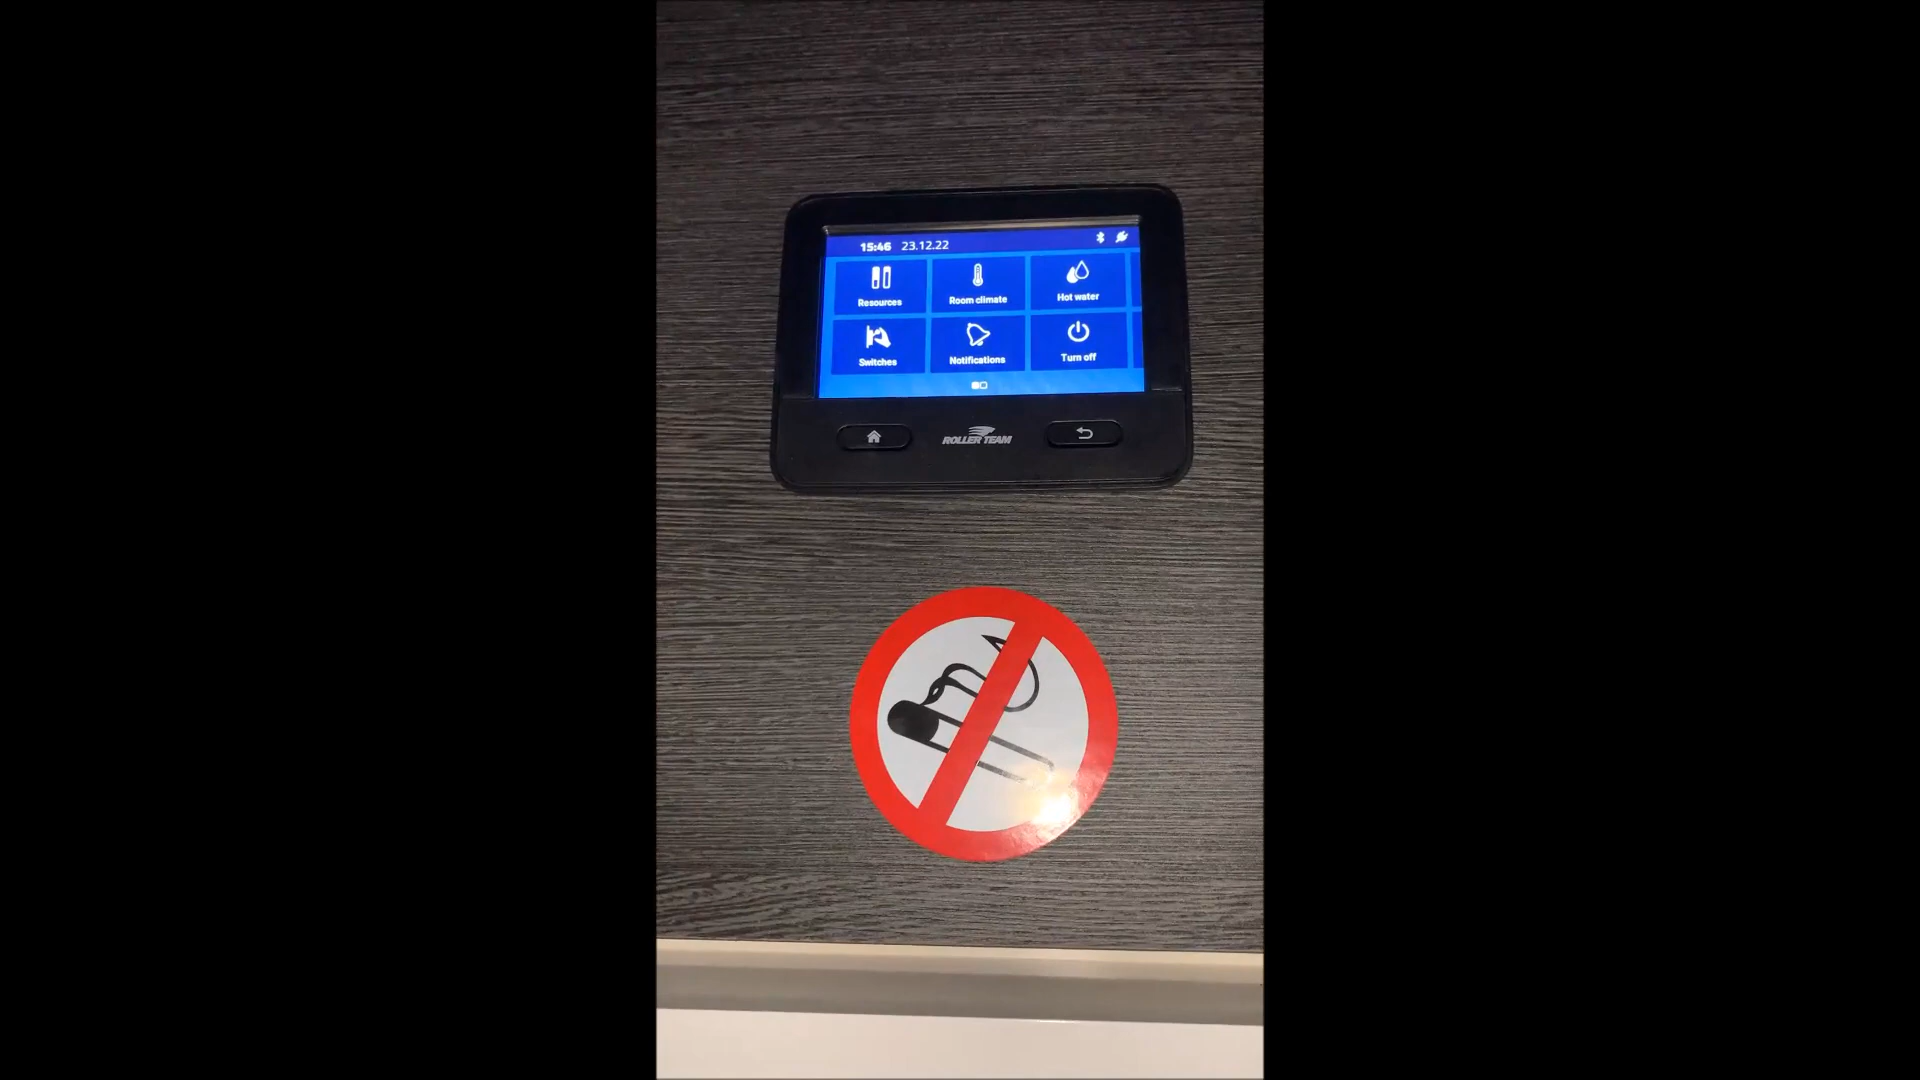 15:46 23.12.22
Resources Room climate Hot water
Switches Notifications Turn off
ROLLER TEAM